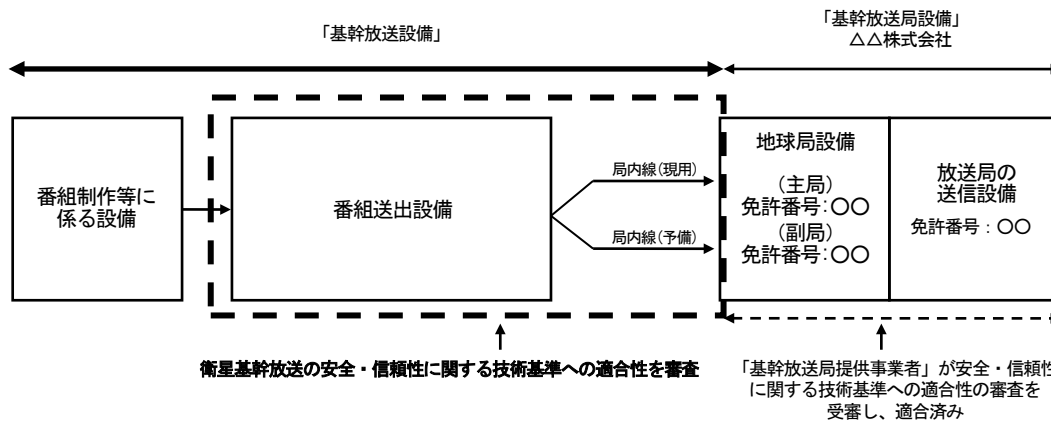 「基幹放送設備」
「基幹放送局設備」
△△株式会社
番組制作等に
係る設備
番組送出設備
局内線(現用)
局内線(予備)
地球局設備
(主局)
免許番号:〇〇
(副局)
免許番号:〇〇
放送局の
送信設備
免許番号：〇〇
衛星基幹放送の安全・信頼性に関する技術基準への適合性を審査
「基幹放送局提供事業者」が安全・信頼性
に関する技術基準への適合性の審査を
受審し、適合済み